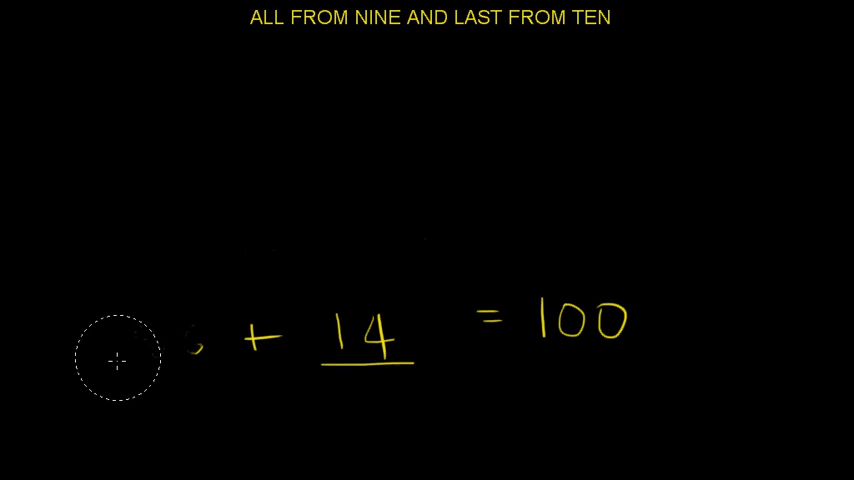 ALL FROM NINE AND LAST FROM TEN
+ 14 = 100